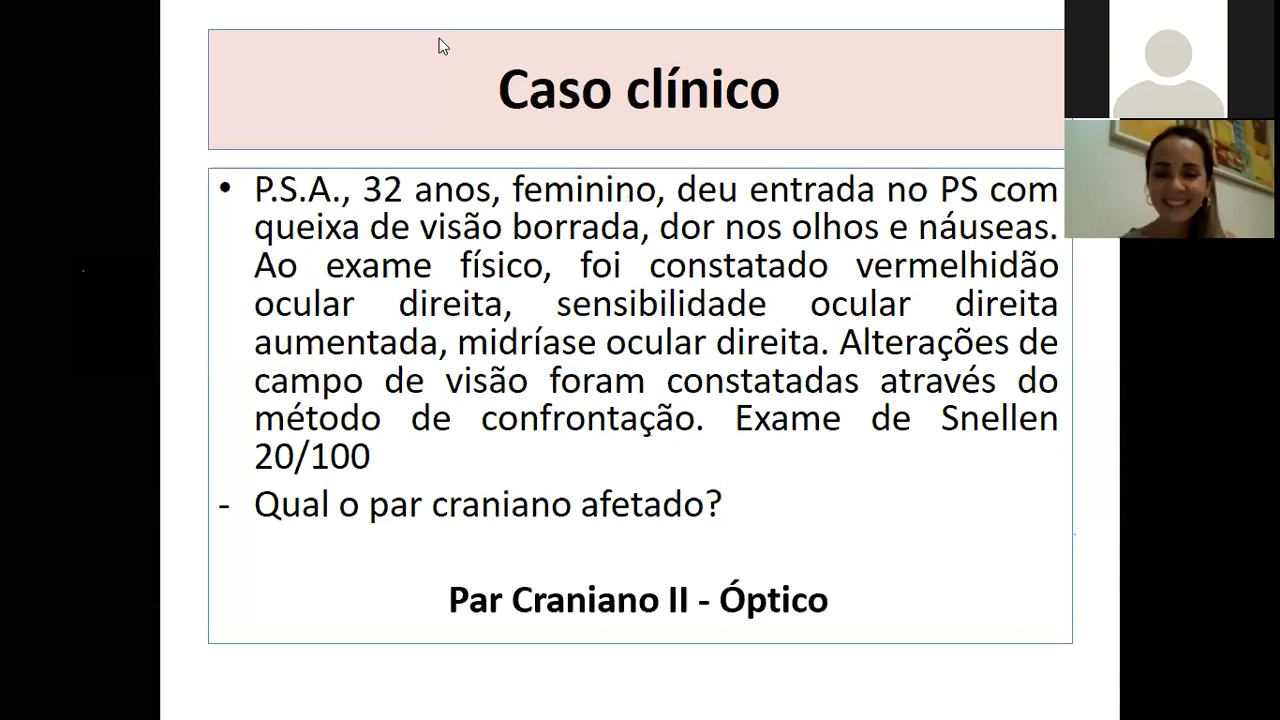 Caso clínico
• P.S.A., 32 anos, feminino, deu entrada no PS com
queixa de visão borrada, dor nos olhos e náuseas.
Ao exame físico, foi constatado vermelhidão
ocular direita, sensibilidade ocular direita
aumentada, midríase ocular direita. Alterações de
campo de visão foram constatadas através do
método de confrontação. Exame de Snellen
20/100
- Qual o par craniano afetado?
Par Craniano II - Óptico